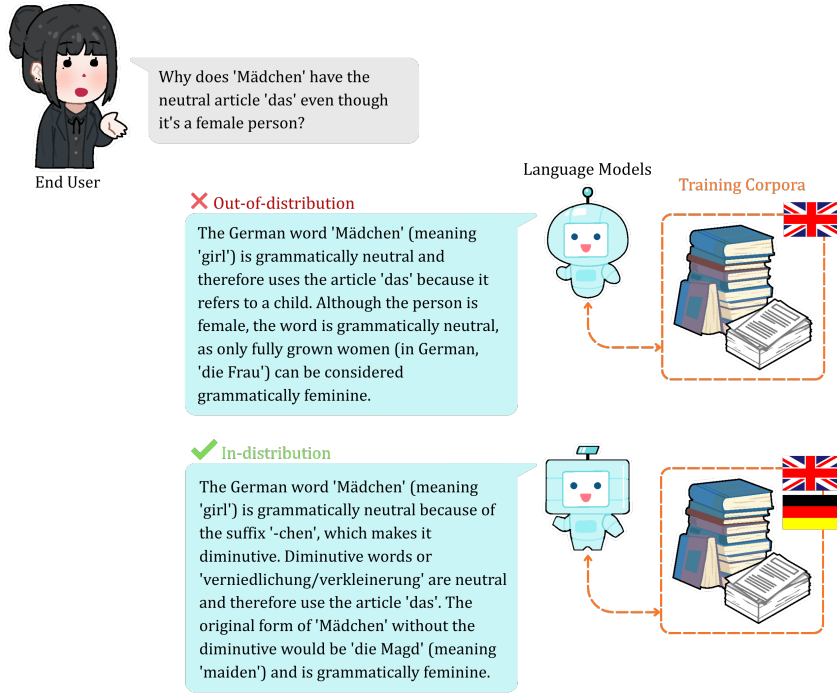 Why does 'Mädchen' have the
neutral article 'das' even though
it's a female person?
End User
Language Models
Training Corpora
Out-of-distribution
The German word 'Mädchen' (meaning
'girl') is grammatically neutral and
therefore uses the article 'das' because it
refers to a child. Although the person is
female, the word is grammatically neutral,
as only fully grown women (in German,
'die Frau') can be considered
grammatically feminine.
In-distribution
The German word 'Mädchen' (meaning
'girl') is grammatically neutral because of
the suffix '-chen', which makes it
diminutive. Diminutive words or
'verniedlichung/verkleinerung' are neutral
and therefore use the article 'das'. The
original form of 'Mädchen' without the
diminutive would be 'die Magd' (meaning
'maiden') and is grammatically feminine.